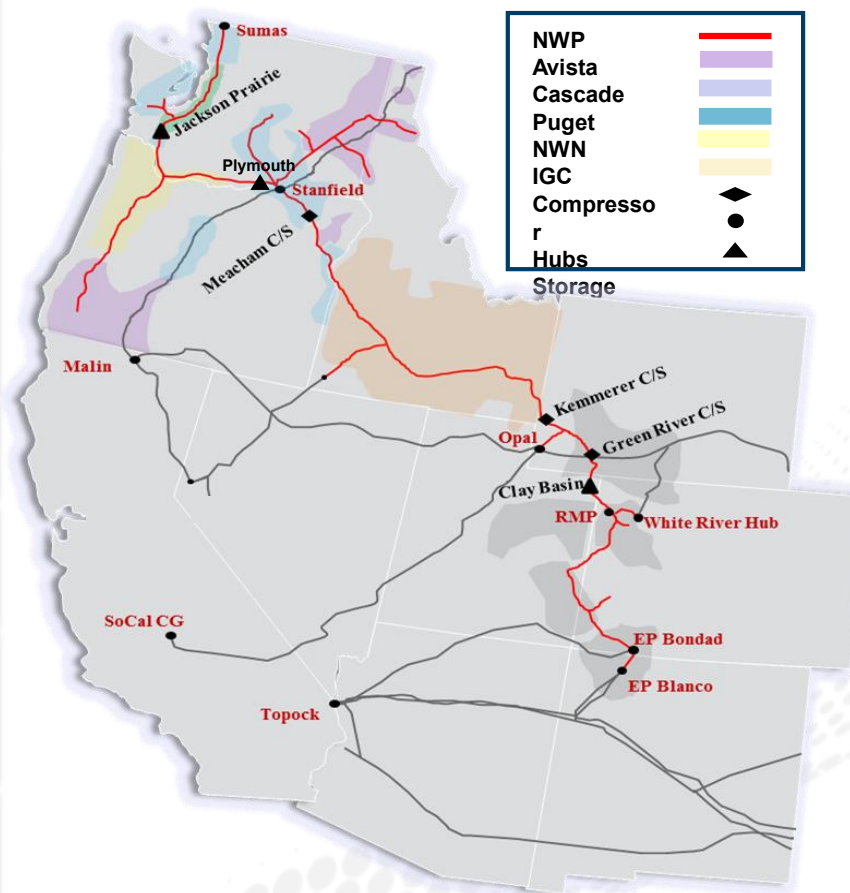 Sumas
Jackson Prairie
Plymouth
Stanfield
Meacham C/S
Malin
Kemmerer C/S
Opal
Green River C/S
Clay Basin
RMP
White River Hub
SoCal CG
EP Bondad
EP Blanco
Topock
NWP
Avista
Cascade
Puget
NWN
IGC
Compresso
r
Hubs
Storage